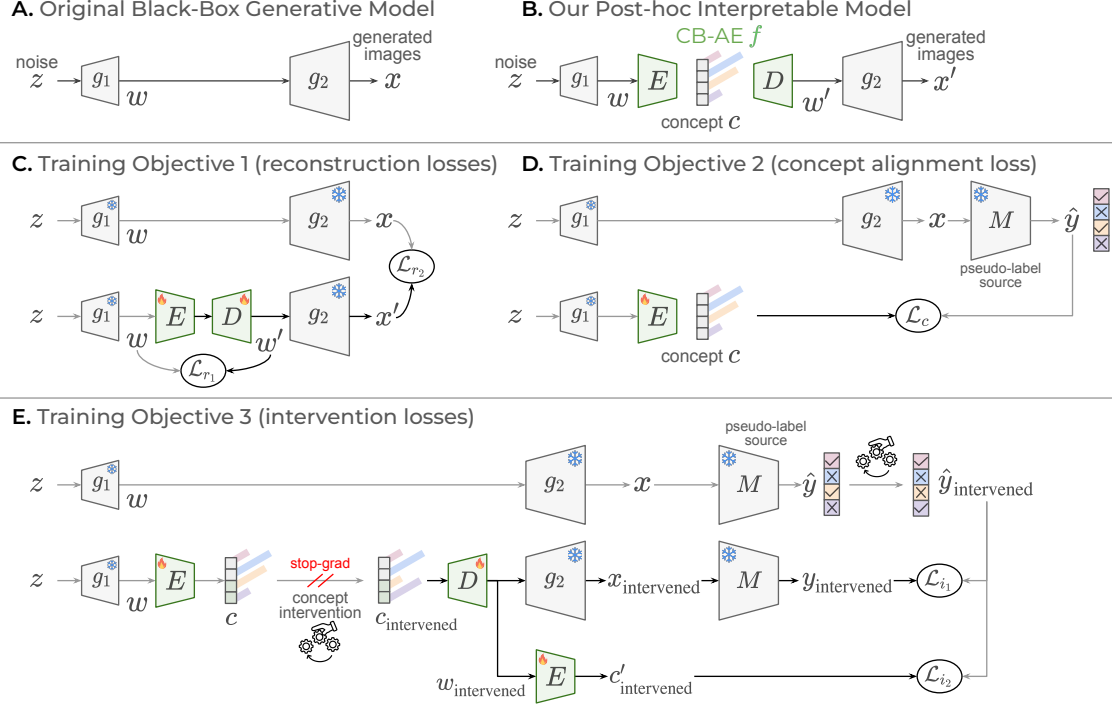 A. Original Black-Box Generative Model
noise
z
g₁
w
g₂
generated
images
x
B. Our Post-hoc Interpretable Model
CB-AE f
noise
z
g₁
w
E
concept c
D
w′
g₂
generated
images
x′
C. Training Objective 1 (reconstruction losses)
z
g₁
w
g₂
x
ℒr₂
z
g₁
w
E
D
w′
g₂
x′
ℒr₁
D. Training Objective 2 (concept alignment loss)
z
g₁
g₂
x
M
pseudo-label
source
ŷ
z
g₁
E
concept c
ℒc
E. Training Objective 3 (intervention losses)
z
g₁
w
g₂
x
pseudo-label
source
M
ŷ
ŷintervened
z
g₁
w
E
c
stop-grad
concept
intervention
cintervened
D
g₂
xintervened
M
yintervened
ℒi₁
wintervened
E
c′intervened
ℒi₂